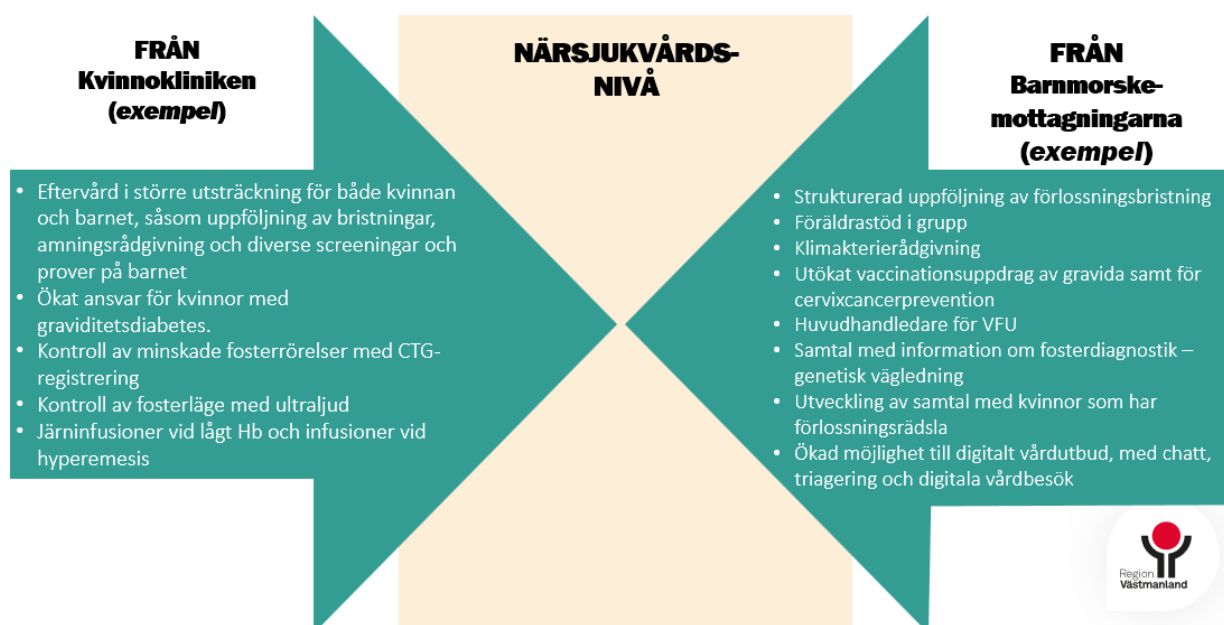 FRÅN
Kvinnokliniken
(exempel)
• Eftervård i större utsträckning för både kvinnan
och barnet, såsom uppföljning av bristningar,
amningsrådgivning och diverse screeningar och
prover på barnet
• Ökat ansvar för kvinnor med
graviditetsdiabetes.
• Kontroll av minskade fosterrörelser med CTG-
registrering
• Kontroll av fosterläge med ultraljud
• Järninfusioner vid lågt Hb och infusioner vid
hyperemesis
NÄRSJUKVÅRDS-
NIVÅ
FRÅN
Barnmorske-
mottagningarna
(exempel)
• Strukturerad uppföljning av förlossningsbristning
• Föräldrastöd i grupp
• Klimakterierådgivning
• Utökat vaccinationsuppdrag av gravida samt för
cervixcancerprevention
• Huvudhandledare för VFU
• Samtal med information om fosterdiagnostik –
genetisk vägledning
• Utveckling av samtal med kvinnor som har
förlossningsrädsla
• Ökad möjlighet till digitalt vårdutbud, med chatt,
triagering och digitala vårdbesök
Region
Västmanland